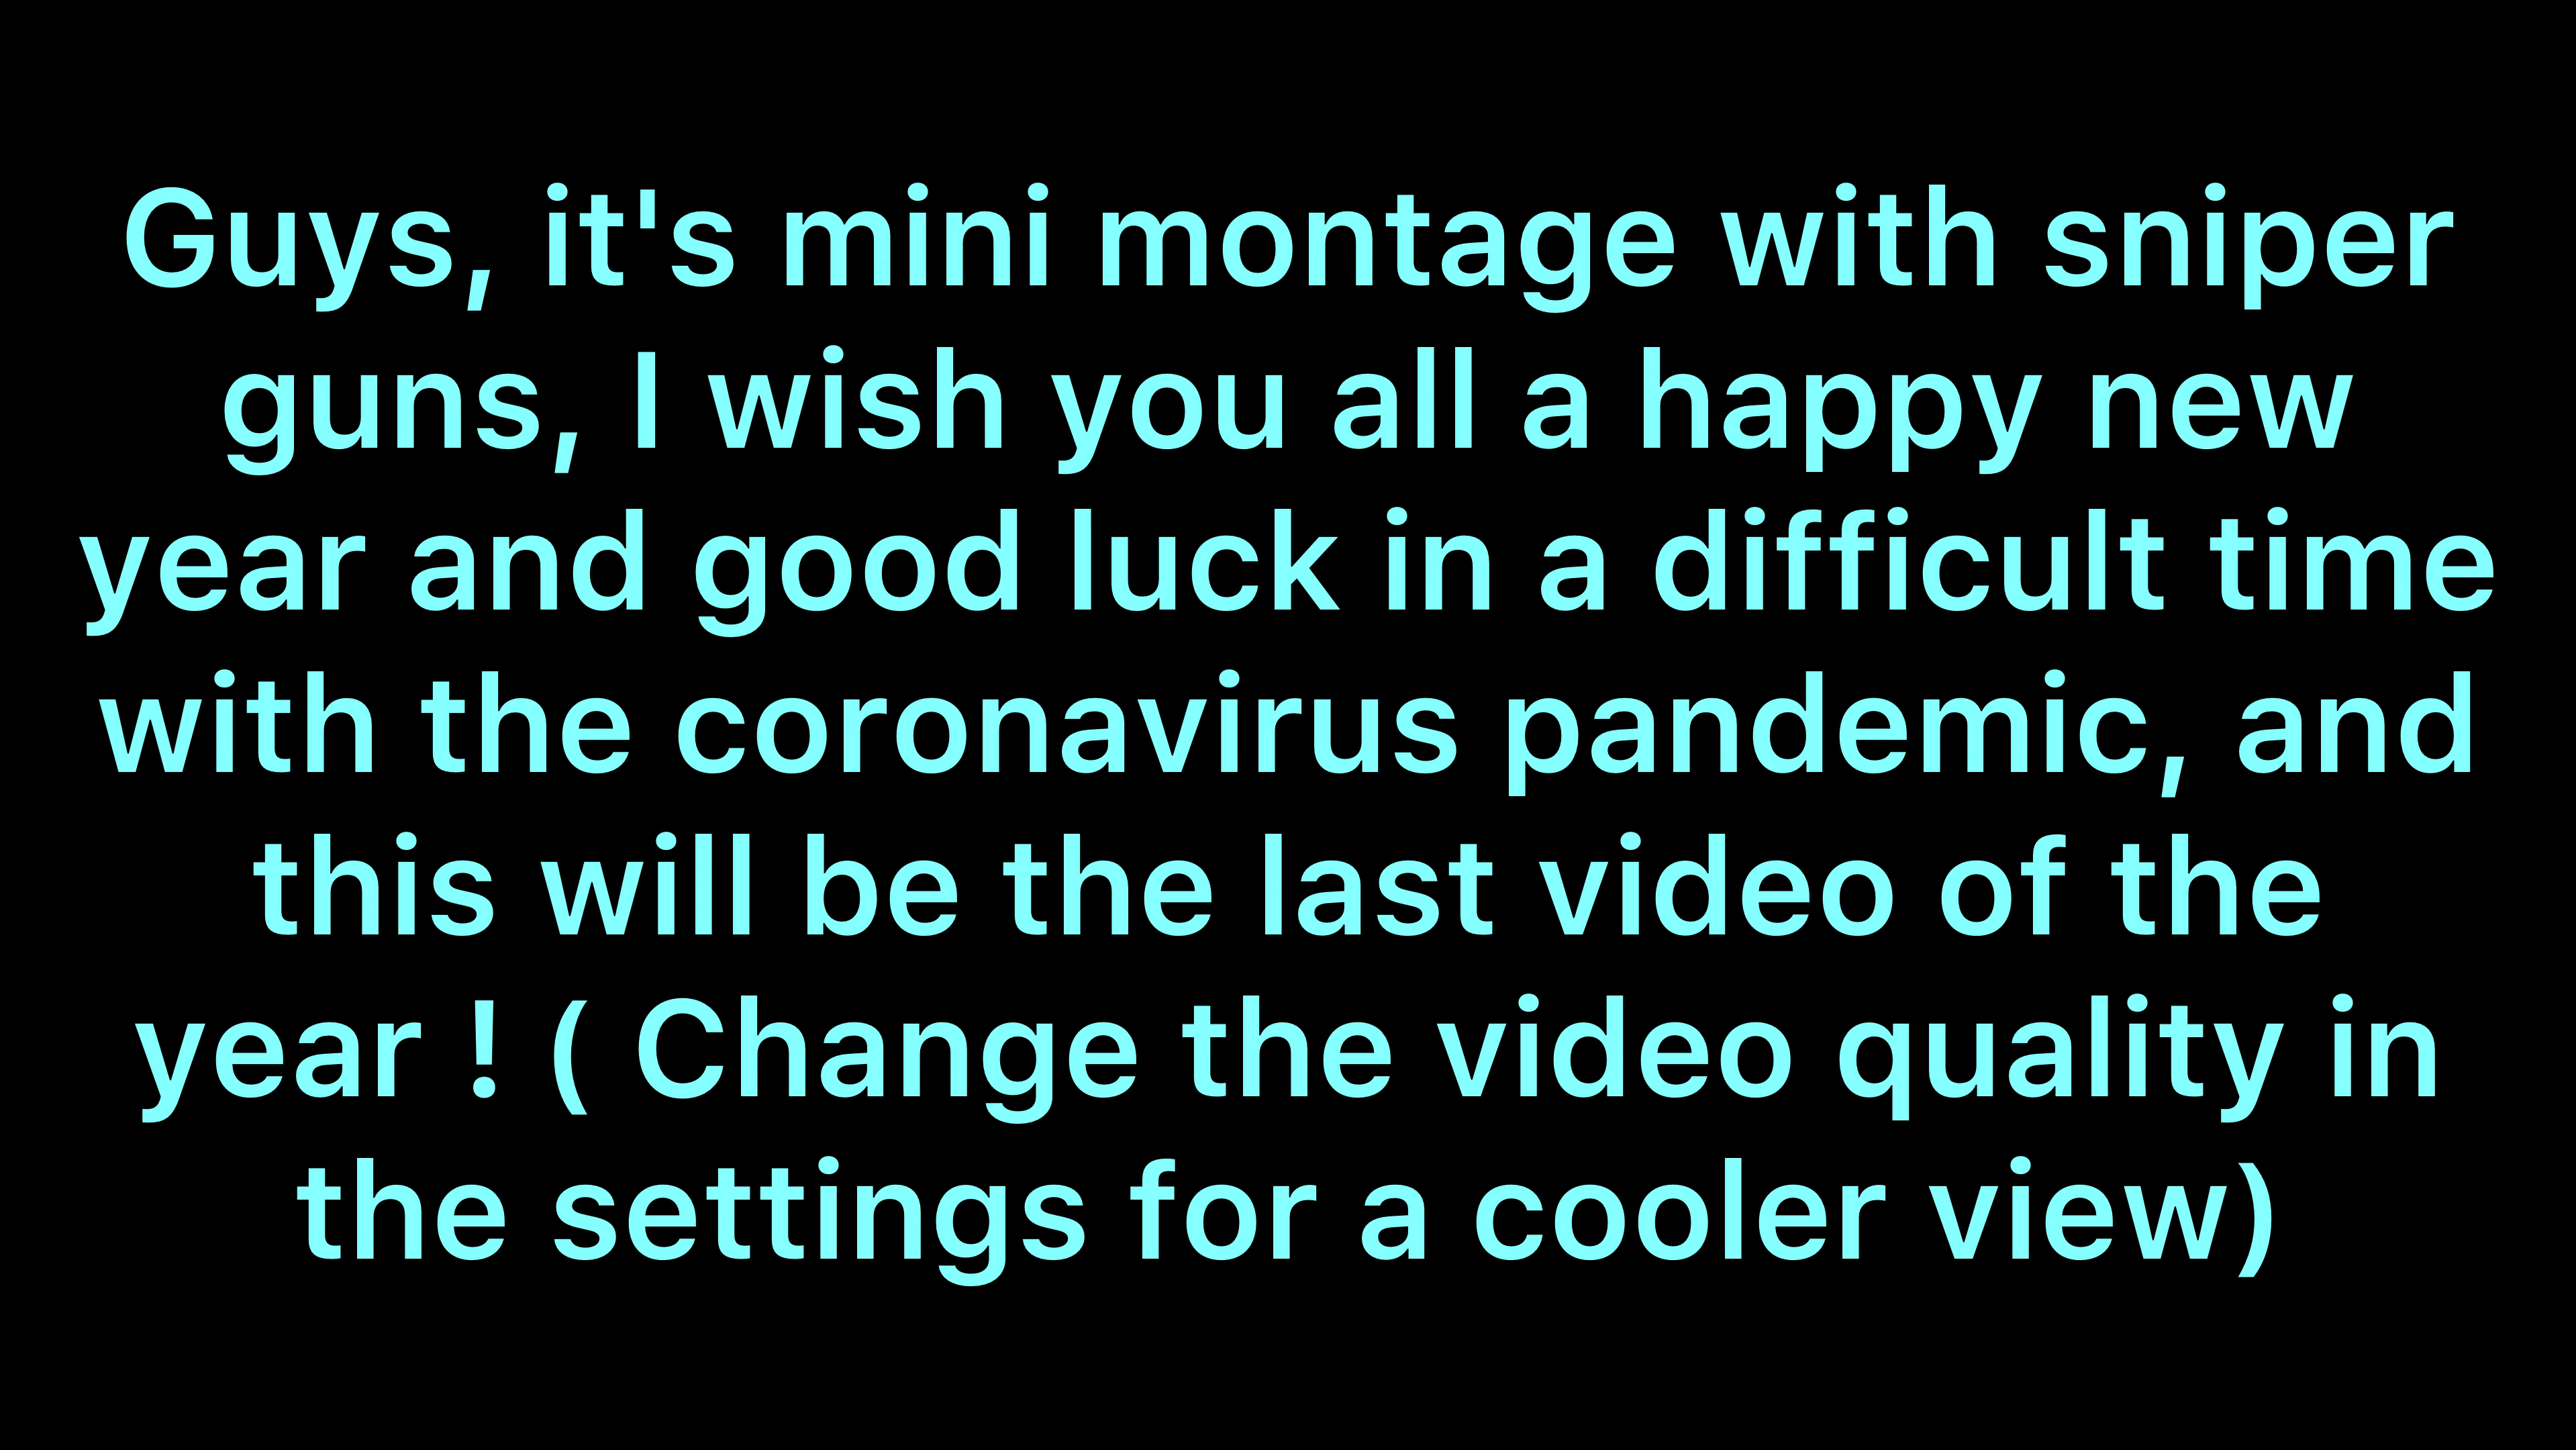 Guys, it's mini montage with sniper
guns, I wish you all a happy new
year and good luck in a difficult time
with the coronavirus pandemic, and
this will be the last video of the
year ! ( Change the video quality in
the settings for a cooler view)